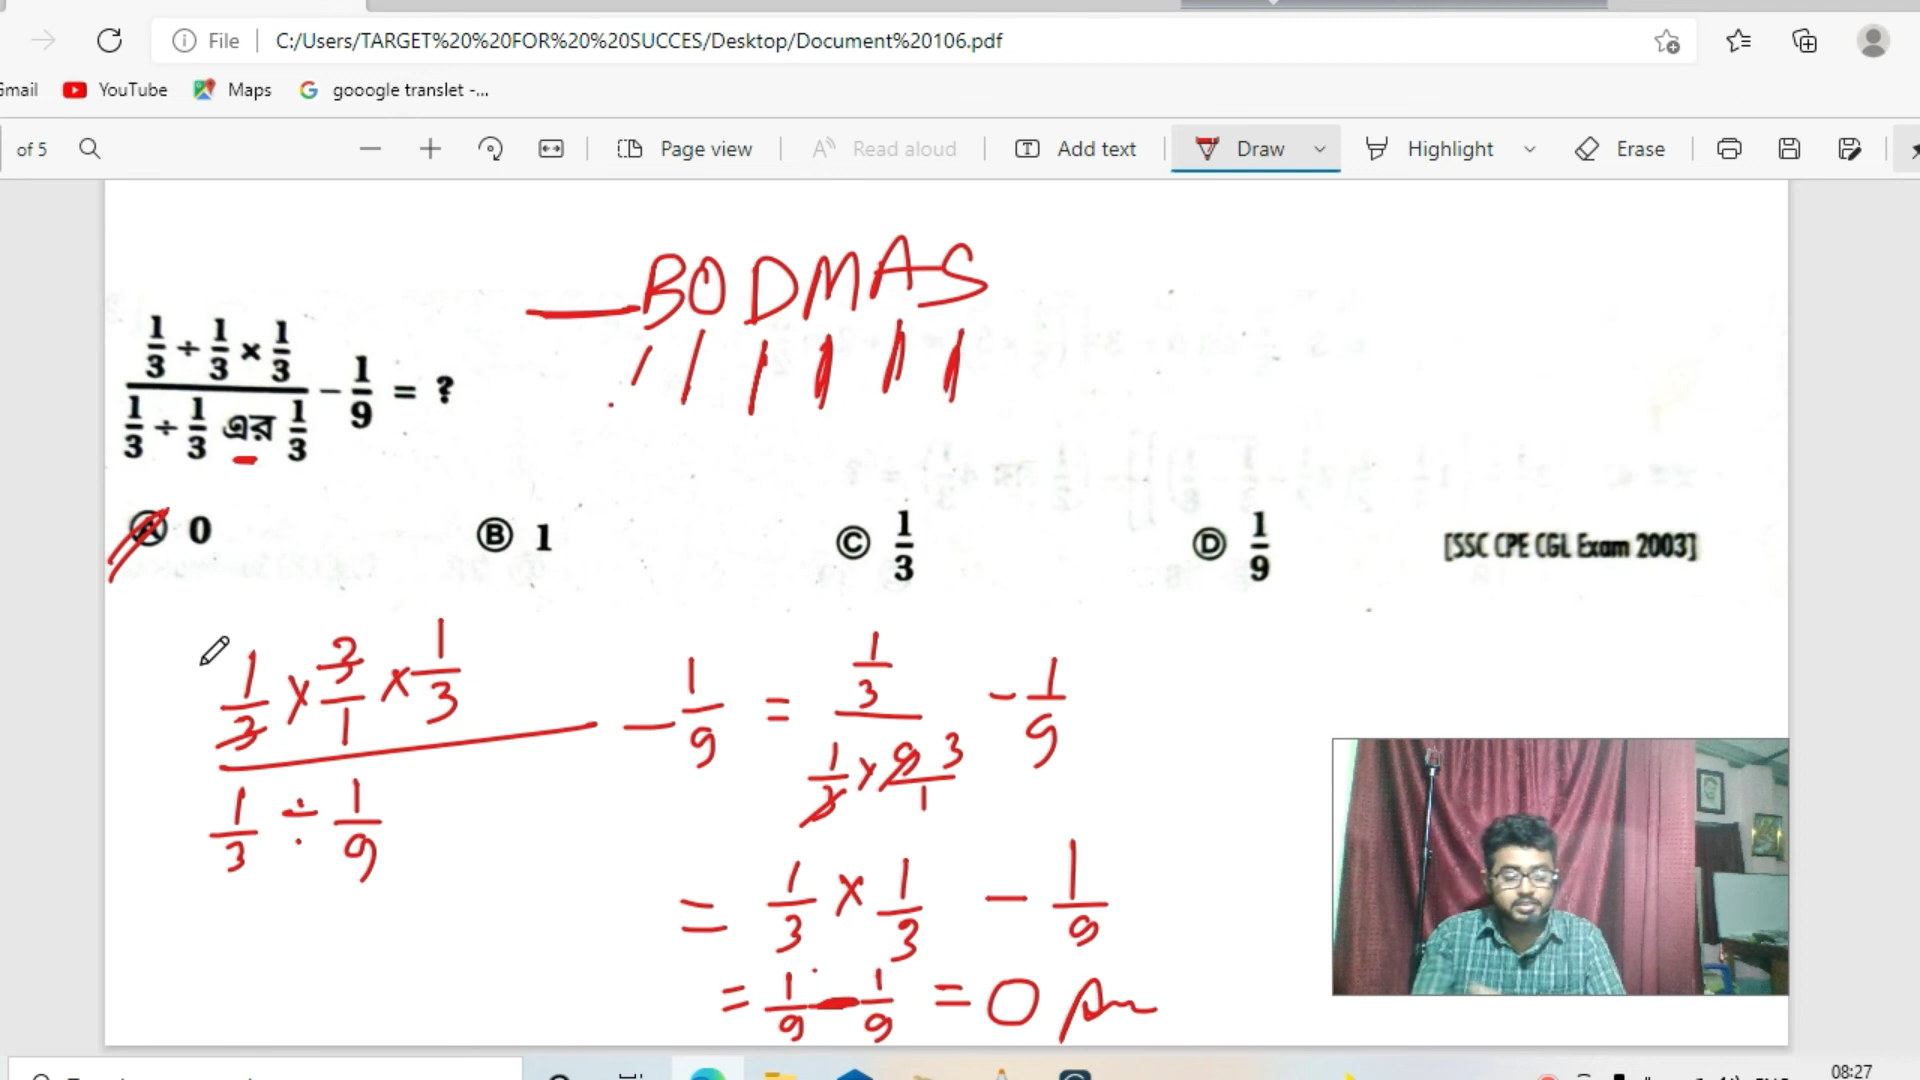 File C:/Users/TARGET%20%20FOR%20%20SUCCES/Desktop/Document%20106.pdf
Gmail YouTube Maps gooogle translet -...
of 5 Page view Read aloud Add text Draw Highlight Erase
BODMAS
1/3 ÷ 1/3 × 1/3
1/3 ÷ 1/3 এর 1/3
- 1/9 = ?
Ⓐ 0 Ⓑ 1 Ⓒ 1/3 Ⓓ 1/9 [SSC CPE CGL Exam 2003]
1/3 × 3/1 × 1/3 - 1/9 = 1/3 - 1/9
1/3 ÷ 1/9 1/3 × 9/1 3
= 1/3 × 1/3 - 1/9
= 1/9 - 1/9 = 0 An
08:27